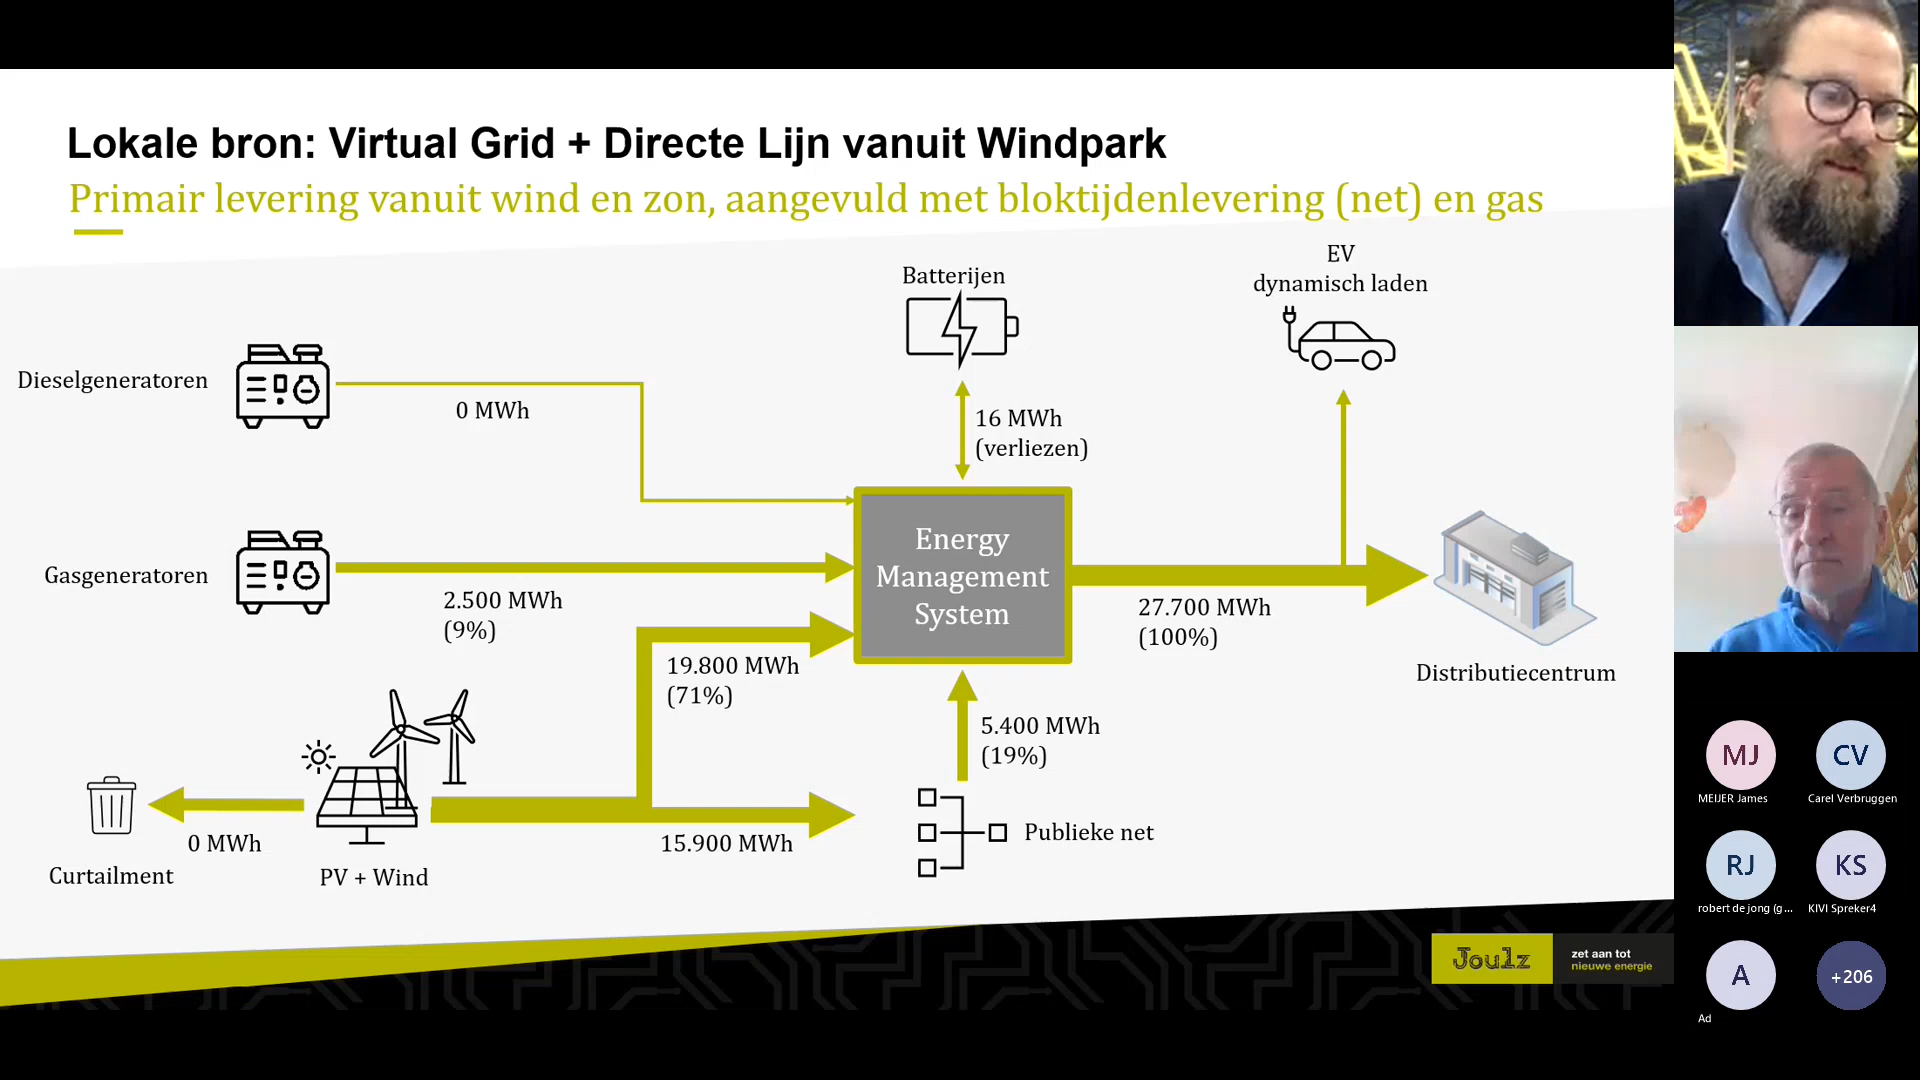 Lokale bron: Virtual Grid + Directe Lijn vanuit Windpark
Primair levering vanuit wind en zon, aangevuld met bloktijdenlevering (net) en gas
EV
dynamisch laden
Batterijen
Dieselgeneratoren
0 MWh
16 MWh
(verliezen)
Energy
Management
System
Gasgeneratoren
2.500 MWh
(9%)
27.700 MWh
(100%)
19.800 MWh
(71%)
Distributiecentrum
5.400 MWh
(19%)
0 MWh
15.900 MWh
Publieke net
Curtailment
PV + Wind
Joulz
zet aan tot
nieuwe energie
MJ
MEIJER James
CV
Carel Verbruggen
RJ
robert de jong (g...
KS
KIVI Spreker4
A
Ad
+206